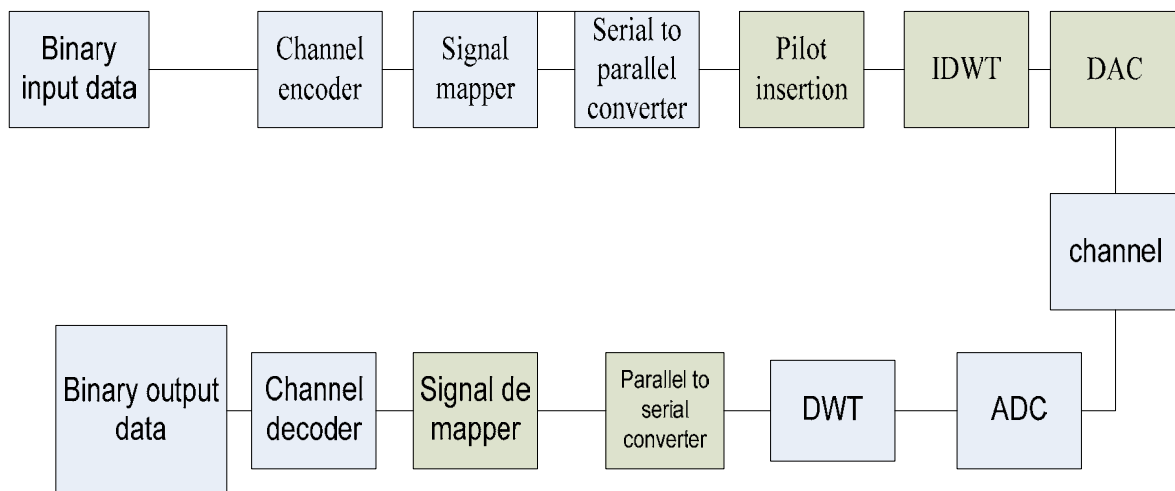 Binary
input data
Channel
encoder
Signal
mapper
Serial to
parallel
converter
Pilot
insertion
IDWT
DAC
channel
Binary output
data
Channel
decoder
Signal de
mapper
Parallel to
serial
converter
DWT
ADC